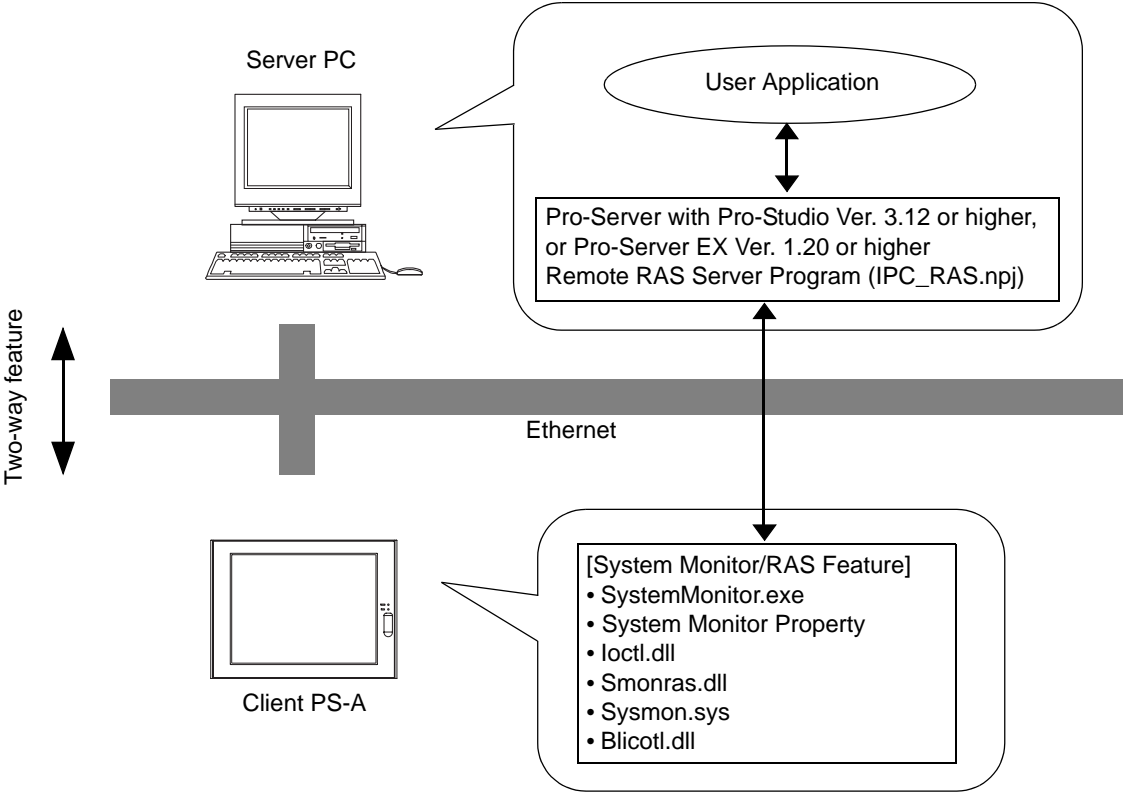 Server PC
User Application
Pro-Server with Pro-Studio Ver. 3.12 or higher,
or Pro-Server EX Ver. 1.20 or higher
Remote RAS Server Program (IPC_RAS.npj)
Two-way feature
Ethernet
[System Monitor/RAS Feature]
• SystemMonitor.exe
• System Monitor Property
• Ioctl.dll
• Smonras.dll
• Sysmon.sys
• Blicotl.dll
Client PS-A